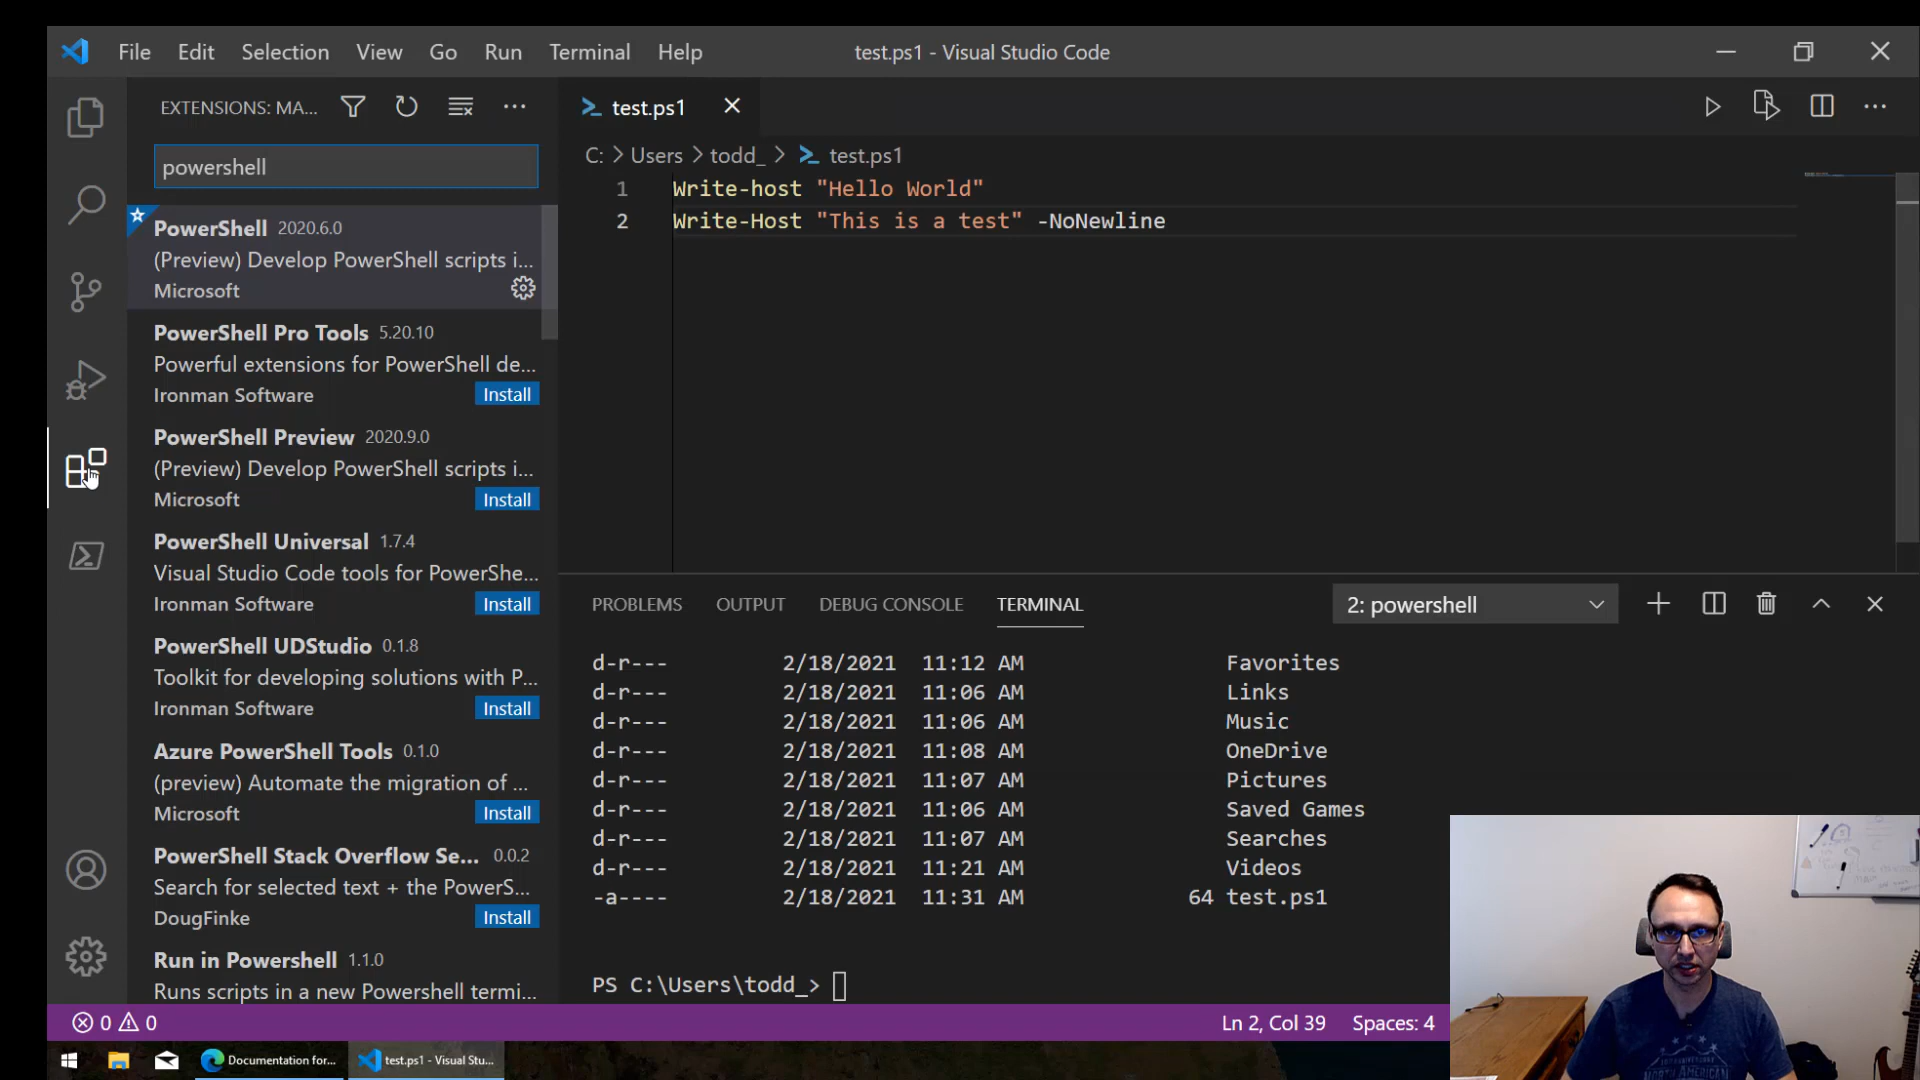 File Edit Selection View Go Run Terminal Help
test.ps1 - Visual Studio Code
EXTENSIONS: MA...
powershell
PowerShell 2020.6.0
(Preview) Develop PowerShell scripts i...
Microsoft
PowerShell Pro Tools 5.20.10
Powerful extensions for PowerShell de...
Ironman Software Install
PowerShell Preview 2020.9.0
(Preview) Develop PowerShell scripts i...
Microsoft Install
PowerShell Universal 1.7.4
Visual Studio Code tools for PowerShe...
Ironman Software Install
PowerShell UDStudio 0.1.8
Toolkit for developing solutions with P...
Ironman Software Install
Azure PowerShell Tools 0.1.0
(preview) Automate the migration of ...
Microsoft Install
PowerShell Stack Overflow Se... 0.0.2
Search for selected text + the PowerS...
DougFinke Install
Run in Powershell 1.1.0
Runs scripts in a new Powershell termi...
test.ps1
C: > Users > todd_ > test.ps1
1 Write-host "Hello World"
2 Write-Host "This is a test" -NoNewline
PROBLEMS OUTPUT DEBUG CONSOLE TERMINAL
2: powershell
d-r--- 2/18/2021 11:12 AM Favorites
d-r--- 2/18/2021 11:06 AM Links
d-r--- 2/18/2021 11:06 AM Music
d-r--- 2/18/2021 11:08 AM OneDrive
d-r--- 2/18/2021 11:07 AM Pictures
d-r--- 2/18/2021 11:06 AM Saved Games
d-r--- 2/18/2021 11:07 AM Searches
d-r--- 2/18/2021 11:21 AM Videos
-a---- 2/18/2021 11:31 AM 64 test.ps1
PS C:\Users\todd_>
0 0
Ln 2, Col 39 Spaces: 4
Documentation for...
test.ps1 - Visual Stu...
NORTH AMERICAN